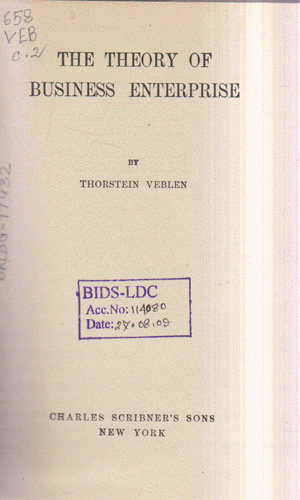 658
VEB
C.2
THE THEORY OF
BUSINESS ENTERPRISE
BY
THORSTEIN VEBLEN
BIDS-LDC
Acc.No: 114080
Date: 27.08.09
CHARLES SCRIBNER'S SONS
NEW YORK